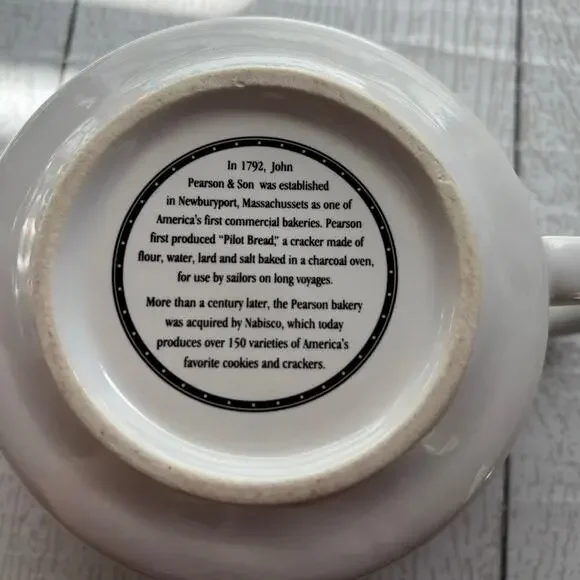 In 1792, John
Pearson & Son was established
in Newburyport, Massachussets as one of
America's first commercial bakeries. Pearson
first produced "Pilot Bread," a cracker made of
flour, water, lard and salt baked in a charcoal oven,
for use by sailors on long voyages.
More than a century later, the Pearson bakery
was acquired by Nabisco, which today
produces over 150 varieties of America's
favorite cookies and crackers.